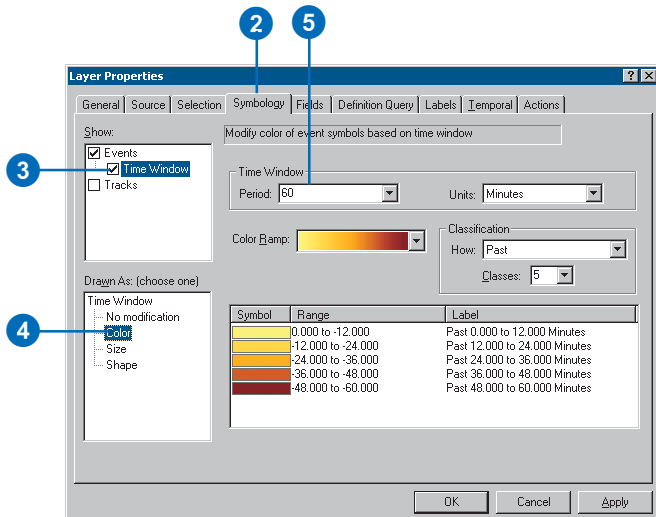 2
5
Layer Properties
General Source Selection Symbology Fields Definition Query Labels Temporal Actions
Show:
Modify color of event symbols based on time window
3
Events
Time Window
Tracks
Time Window
Period: 60
Units: Minutes
Color Ramp:
Classification
How: Past
Classes: 5
Drawn As: (choose one)
4
Time Window
No modification
Color
Size
Shape
Symbol Range Label
0.000 to -12.000 Past 0.000 to 12.000 Minutes
-12.000 to -24.000 Past 12.000 to 24.000 Minutes
-24.000 to -36.000 Past 24.000 to 36.000 Minutes
-36.000 to -48.000 Past 36.000 to 48.000 Minutes
-48.000 to -60.000 Past 48.000 to 60.000 Minutes
OK Cancel Apply